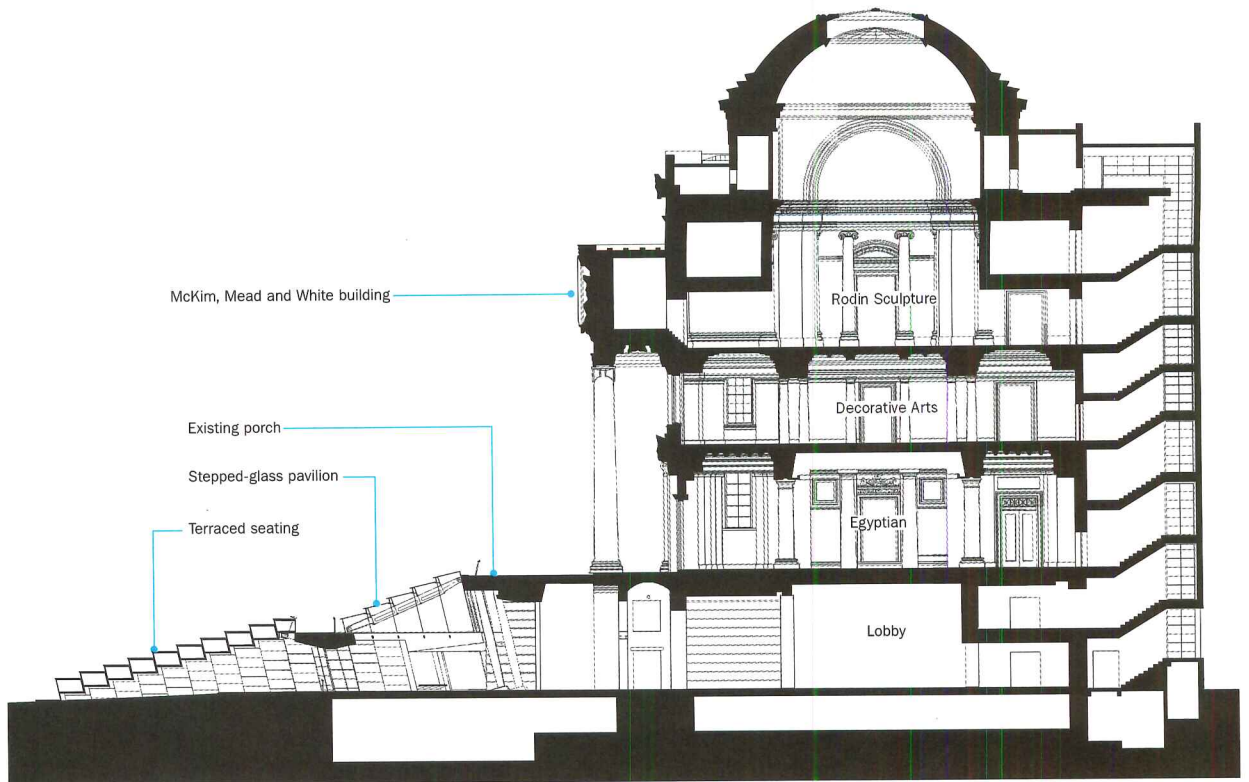 McKim, Mead and White building
Rodin Sculpture
Decorative Arts
Existing porch
Stepped-glass pavilion
Egyptian
Terraced seating
Lobby